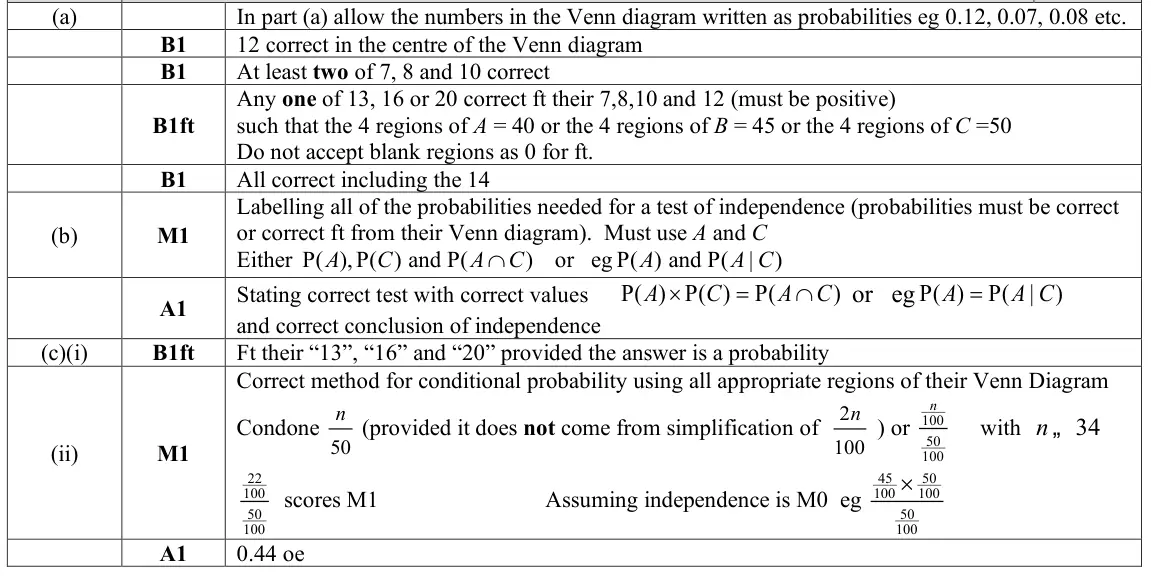 (a) In part (a) allow the numbers in the Venn diagram written as probabilities eg 0.12, 0.07, 0.08 etc.
B1 12 correct in the centre of the Venn diagram
B1 At least two of 7, 8 and 10 correct
Any one of 13, 16 or 20 correct ft their 7,8,10 and 12 (must be positive)
B1ft such that the 4 regions of A = 40 or the 4 regions of B = 45 or the 4 regions of C =50
Do not accept blank regions as 0 for ft.
B1 All correct including the 14
Labelling all of the probabilities needed for a test of independence (probabilities must be correct
(b) M1 or correct ft from their Venn diagram). Must use A and C
Either P(A), P(C) and P(A∩C) or eg P(A) and P(A | C)
A1 Stating correct test with correct values P(A)×P(C) = P(A∩C) or eg P(A) = P(A | C)
and correct conclusion of independence
(c)(i) B1ft Ft their “13”, “16” and “20” provided the answer is a probability
Correct method for conditional probability using all appropriate regions of their Venn Diagram
(ii) M1 Condone n/50 (provided it does not come from simplification of 2n/100 ) or (n/100)/(50/100) with n „ 34
(22/100)/(50/100) scores M1 Assuming independence is M0 eg (45/100 × 50/100)/(50/100)
A1 0.44 oe